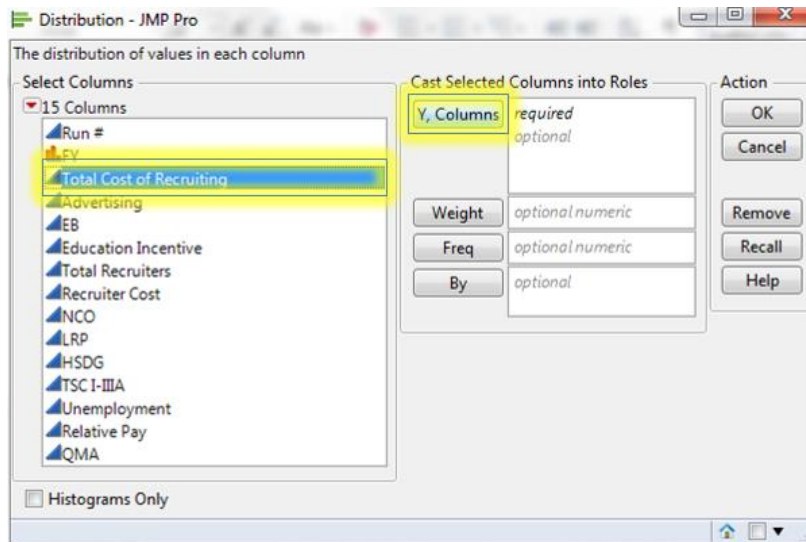 Distribution - JMP Pro
The distribution of values in each column
Select Columns
15 Columns
Run #
FY
Total Cost of Recruiting
Advertising
EB
Education Incentive
Total Recruiters
Recruiter Cost
NCO
LRP
HSDG
TSC I-IIIA
Unemployment
Relative Pay
QMA
Histograms Only
Cast Selected Columns into Roles
Y, Columns
required
optional
Weight
optional numeric
Freq
optional numeric
By
optional
Action
OK
Cancel
Remove
Recall
Help